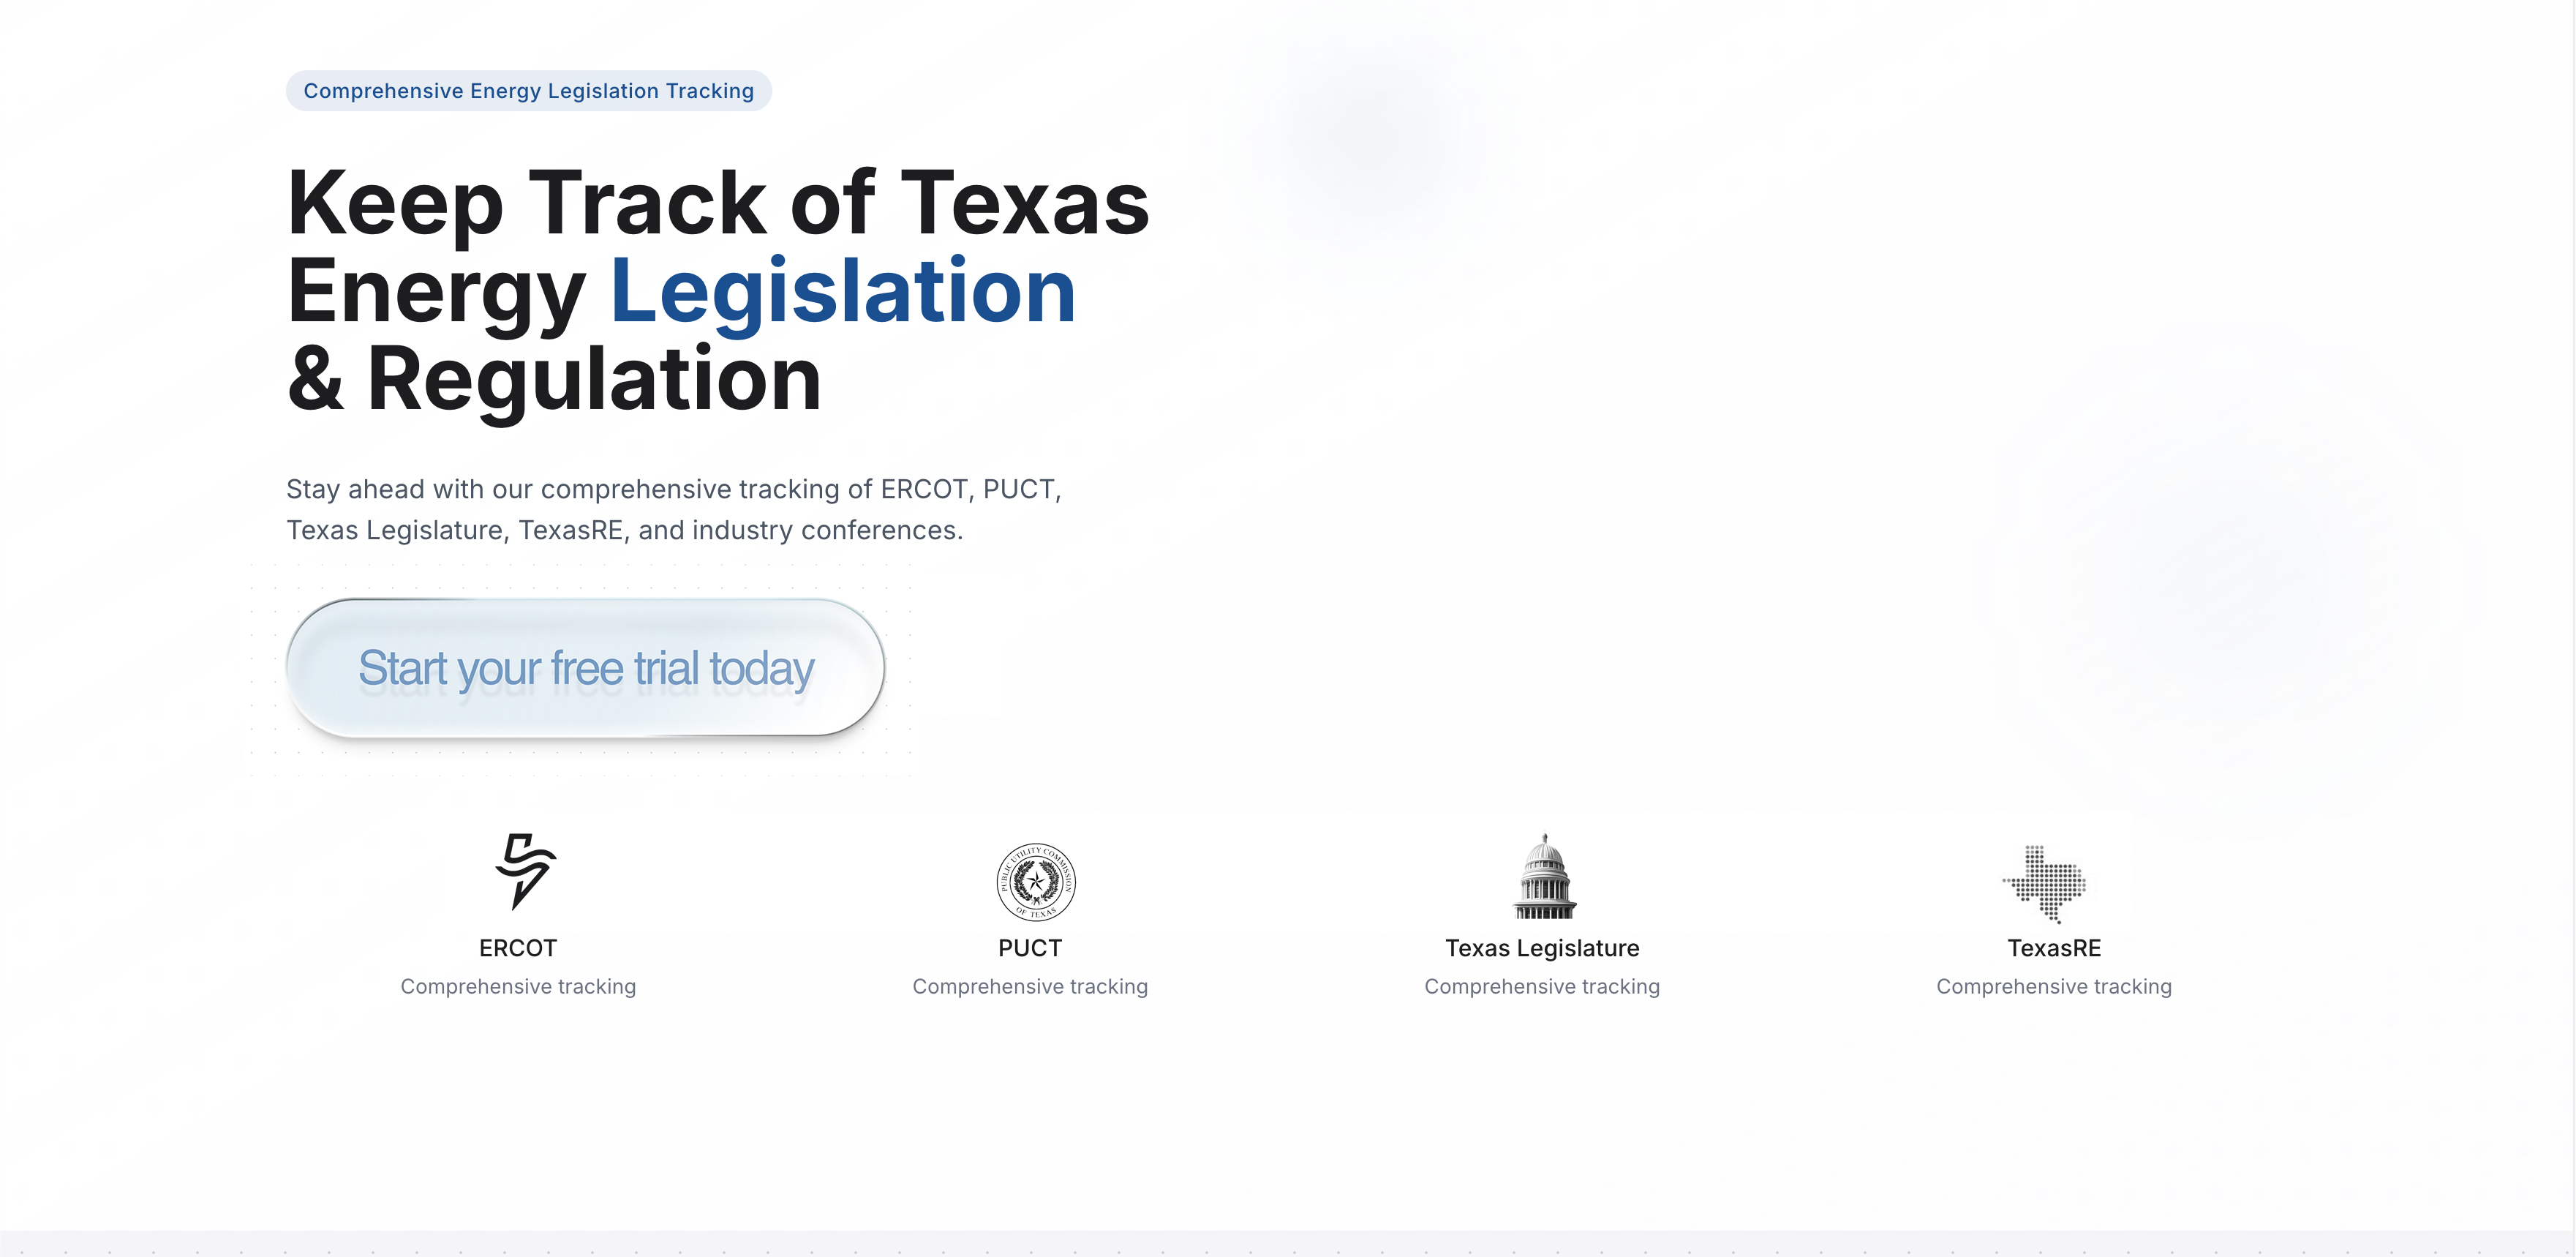 Comprehensive Energy Legislation Tracking
Keep Track of Texas
Energy Legislation
& Regulation
Stay ahead with our comprehensive tracking of ERCOT, PUCT,
Texas Legislature, TexasRE, and industry conferences.
Start your free trial today
PUBLIC UTILITY COMMISSION
OF TEXAS
ERCOT
PUCT
Texas Legislature
TexasRE
Comprehensive tracking
Comprehensive tracking
Comprehensive tracking
Comprehensive tracking